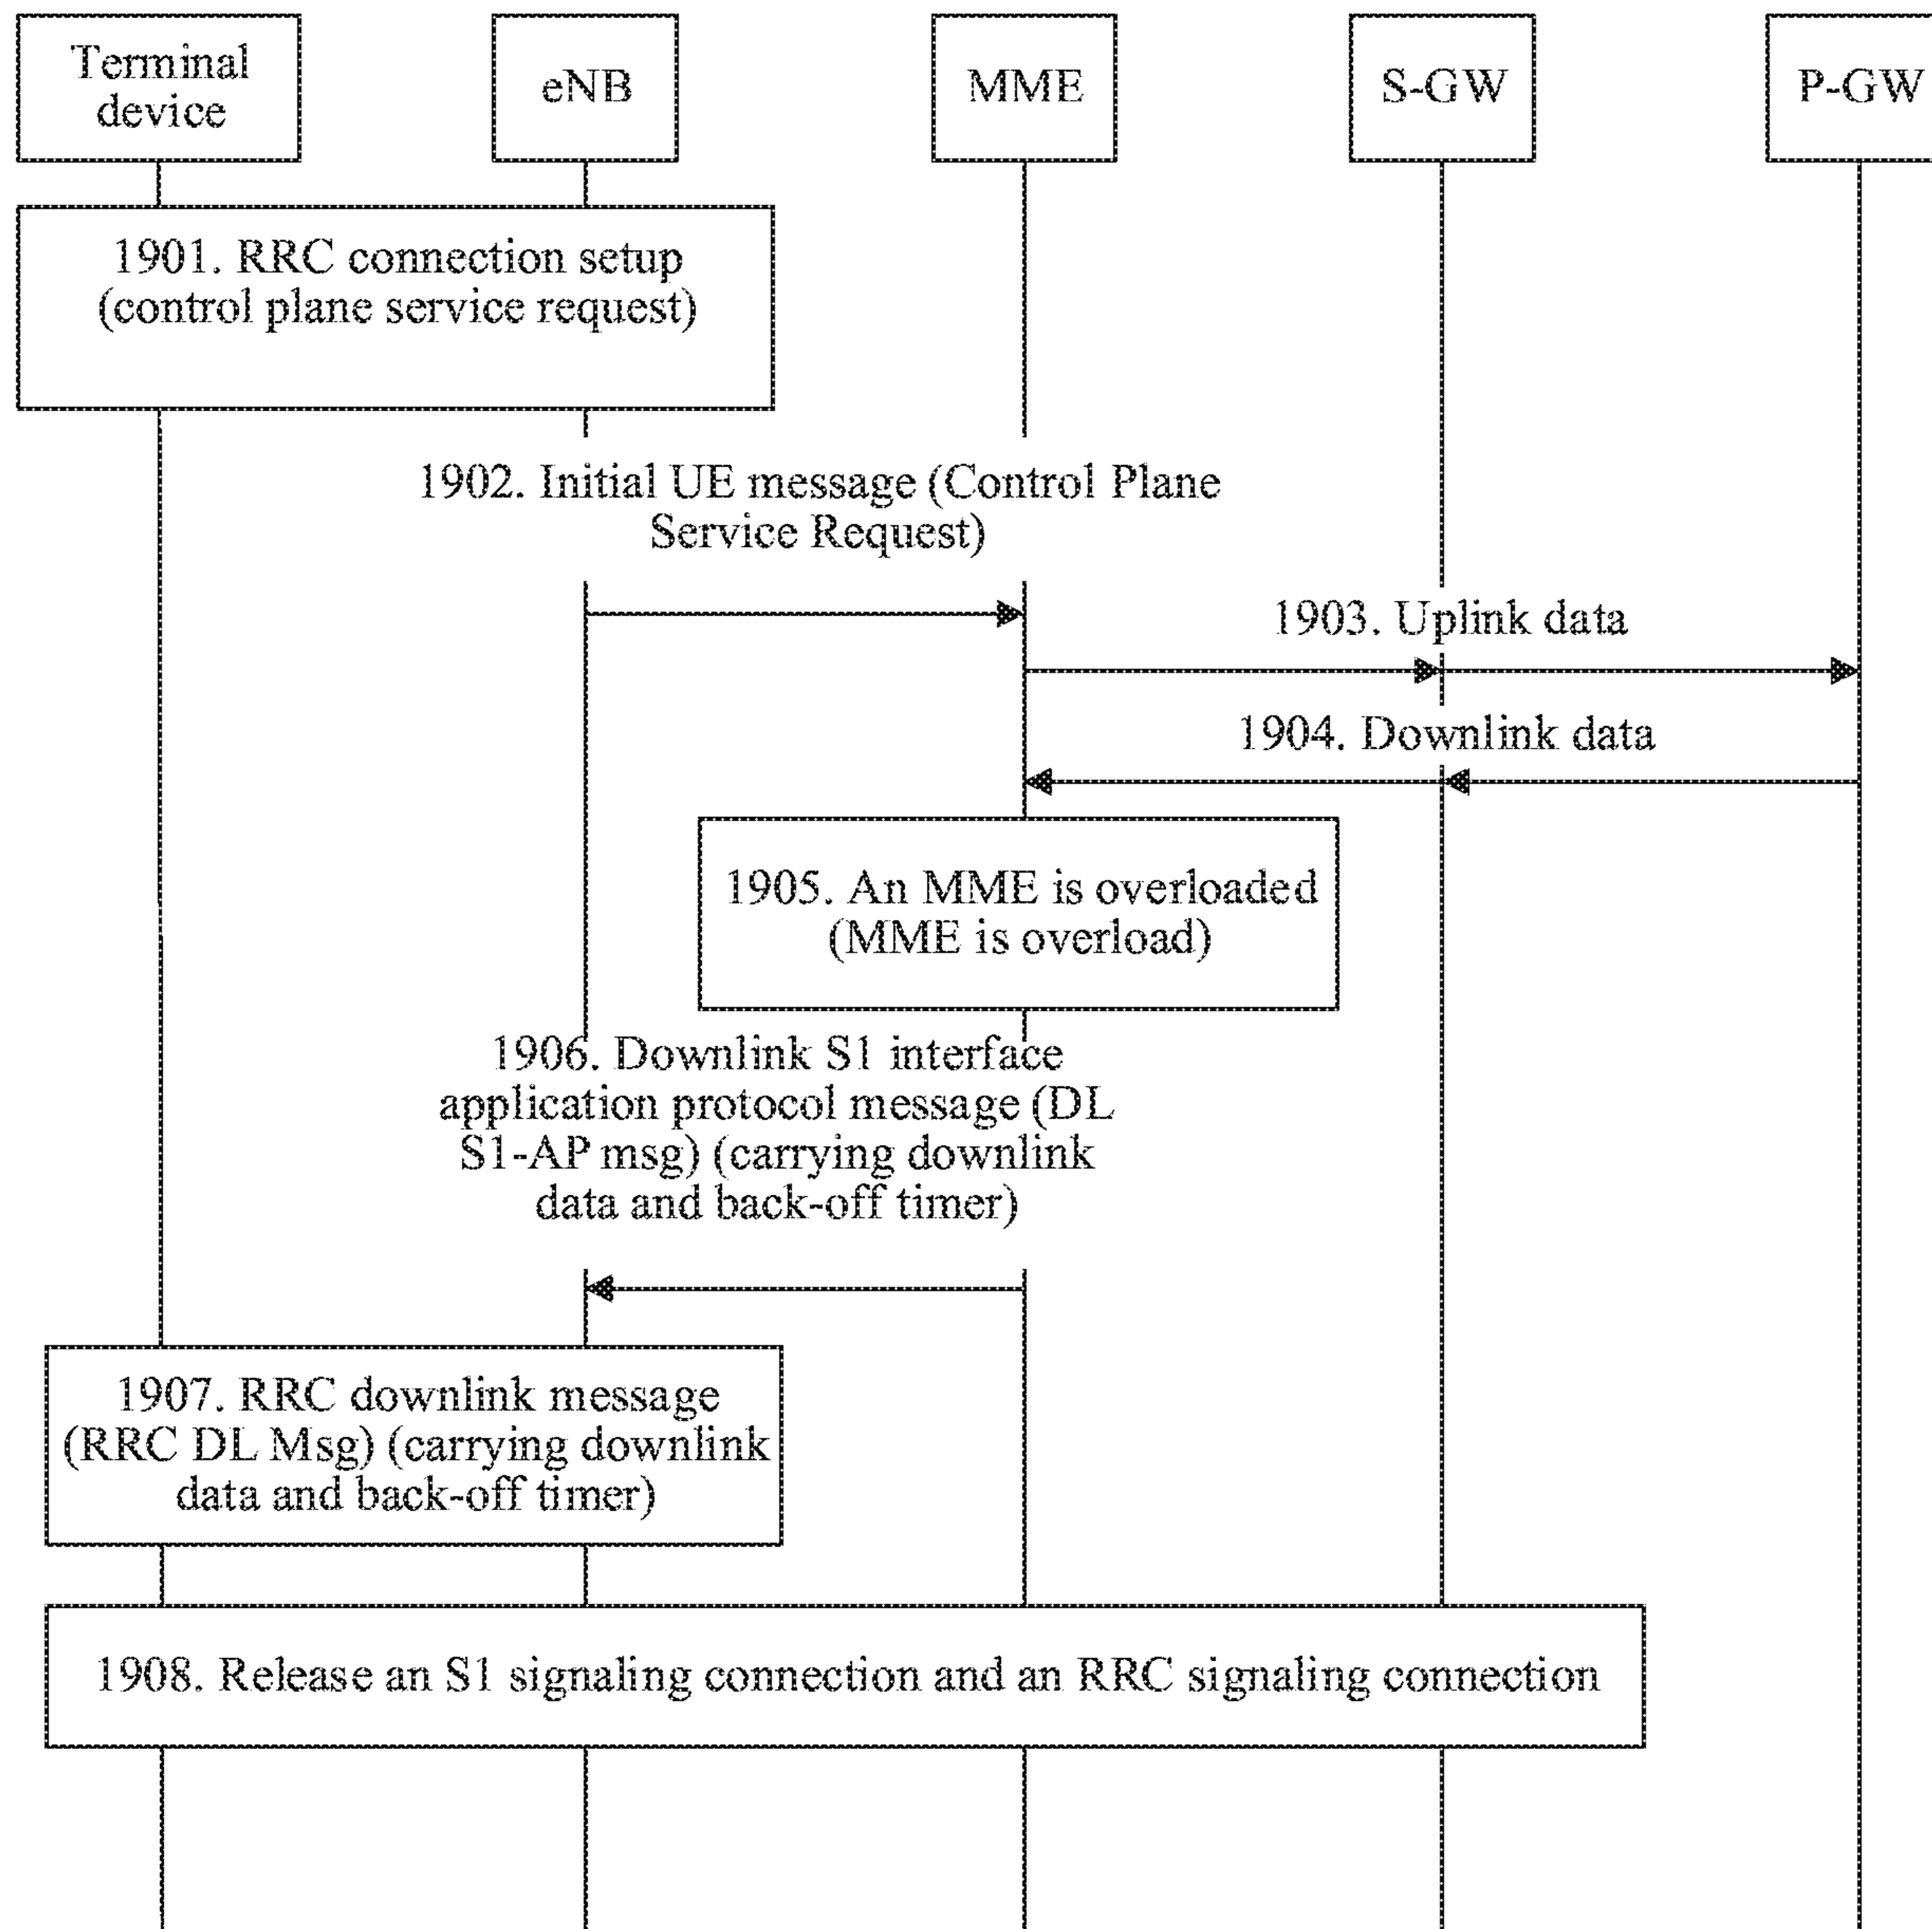 Terminal
device
eNB
MME
S-GW
P-GW
1901. RRC connection setup
(control plane service request)
1902. Initial UE message (Control Plane
Service Request)
1903. Uplink data
1904. Downlink data
1905. An MME is overloaded
(MME is overload)
1906. Downlink S1 interface
application protocol message (DL
S1-AP msg) (carrying downlink
data and back-off timer)
1907. RRC downlink message
(RRC DL Msg) (carrying downlink
data and back-off timer)
1908. Release an S1 signaling connection and an RRC signaling connection